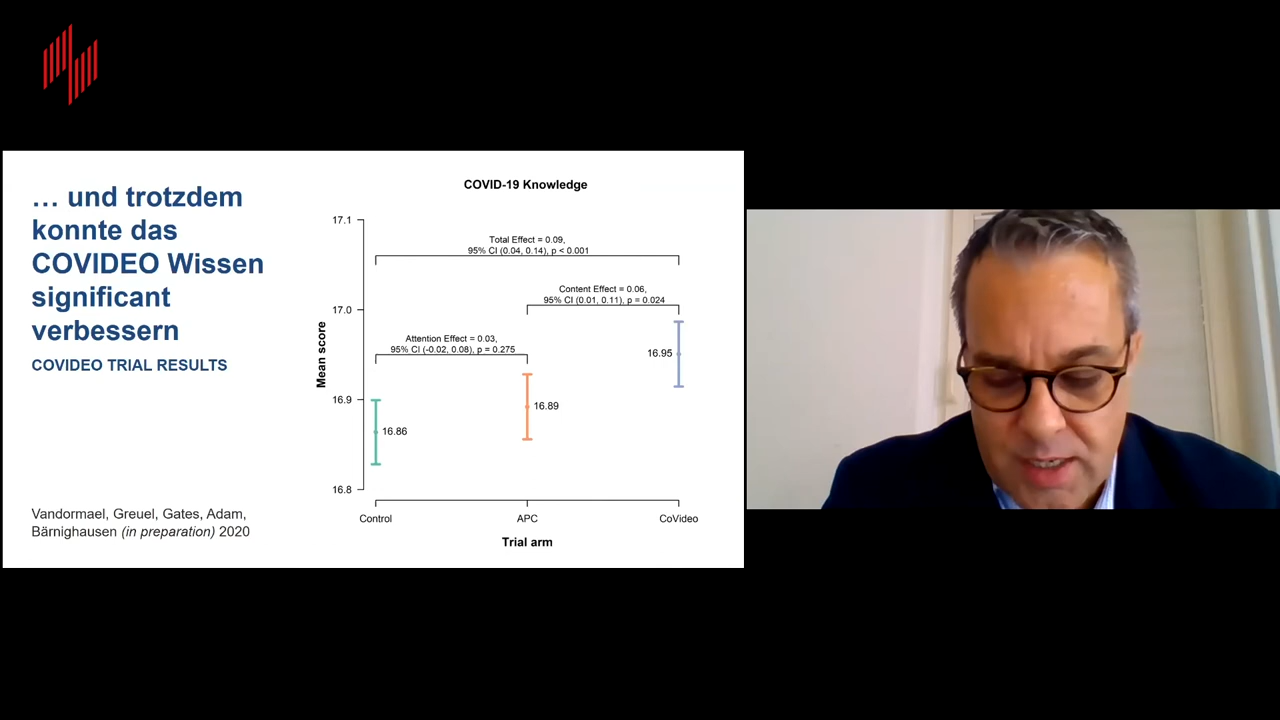 … und trotzdem
konnte das
COVIDEO Wissen
significant
verbessern
COVIDEO TRIAL RESULTS
Vandormael, Greuel, Gates, Adam,
Bärnighausen (in preparation) 2020
COVID-19 Knowledge
Mean score
17.1
17.0
16.9
16.8
Total Effect = 0.09,
95% CI (0.04, 0.14), p < 0.001
Content Effect = 0.06,
95% CI (0.01, 0.11), p = 0.024
Attention Effect = 0.03,
95% CI (-0.02, 0.08), p = 0.275
16.86
16.89
16.95
Control
APC
CoVideo
Trial arm